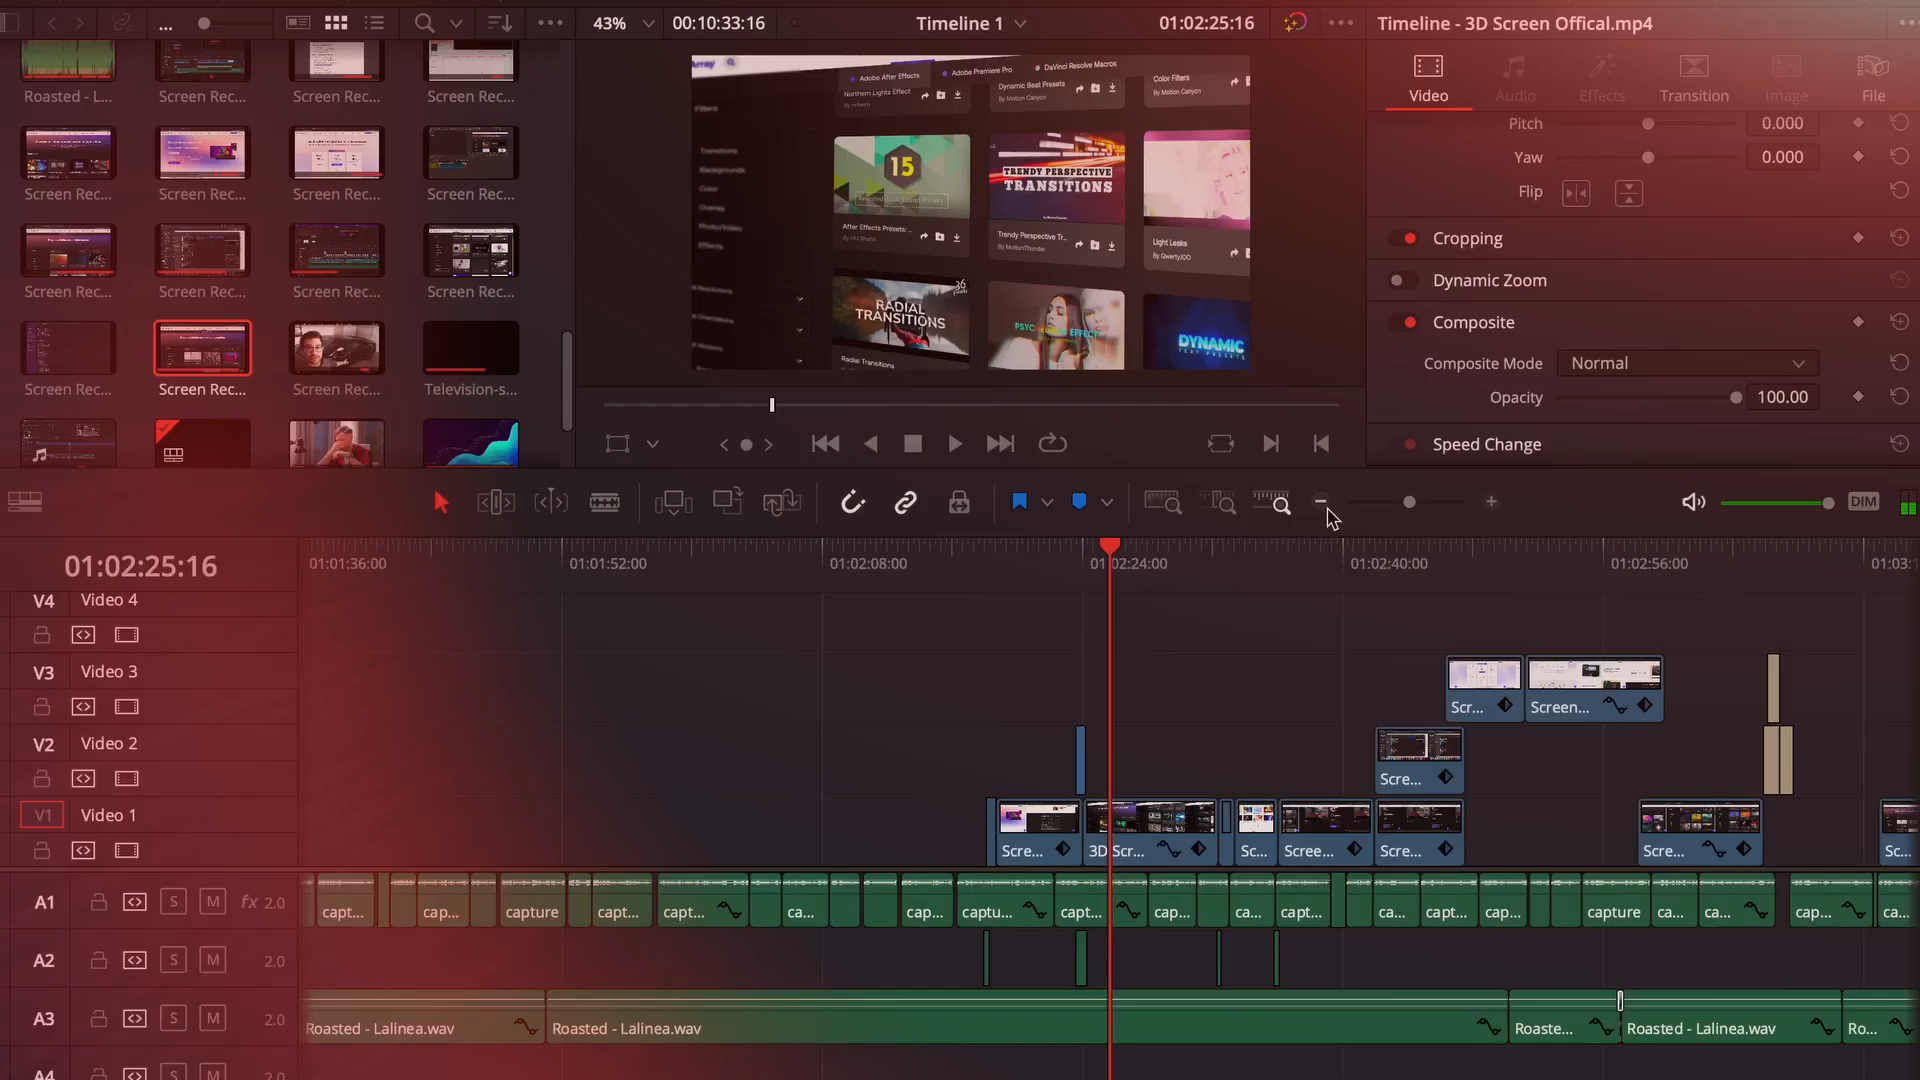 43%
00:10:33:16
Timeline 1
01:02:25:16
Timeline - 3D Screen Offical.mp4
Video
Audio
Effects
Transition
Image
File
Roasted - L...
Screen Rec...
Screen Rec...
Screen Rec...
Screen Rec...
Screen Rec...
Screen Rec...
Screen Rec...
Screen Rec...
Screen Rec...
Screen Rec...
Screen Rec...
Screen Rec...
Screen Rec...
Screen Rec...
Television-s...
Adobe After Effects
Adobe Premiere Pro
DaVinci Resolve Macros
Northern Lights Effect
Dynamic Beat Presets
By Motion Canyon
Color Filters
By Motion Canyon
Filters
Transitions
Backgrounds
Color
Overlay
Photo/Video
Effects
15
After Effects Presets: ...
TRENDY PERSPECTIVE
TRANSITIONS
Trendy Perspective Tr...
By MotionThunder
Light Leaks
By QwertyJOO
36
RADIAL
TRANSITIONS
Radial Transitions
DYNAMIC
TEXT PRESETS
Pitch
0.000
Yaw
0.000
Flip
Cropping
Dynamic Zoom
Composite
Composite Mode
Normal
Opacity
100.00
Speed Change
DIM
01:02:25:16
01:01:36:00
01:01:52:00
01:02:08:00
01:02:24:00
01:02:40:00
01:02:56:00
01:03:1
V4
Video 4
V3
Video 3
Scr...
Screen...
V2
Video 2
Scre...
V1
Video 1
Scre...
3D Scr...
Sc...
Scree...
Scre...
Scre...
Sc...
A1
S
M
fx
2.0
capt...
cap...
capture
capt...
capt...
ca...
cap...
captu...
capt...
cap...
ca...
capt...
ca...
capt...
cap...
capture
ca...
ca...
cap...
ca...
A2
S
M
2.0
A3
S
M
2.0
Roasted - Lalinea.wav
Roasted - Lalinea.wav
Roaste...
Roasted - Lalinea.wav
Ro...
A4
S
M
2.0